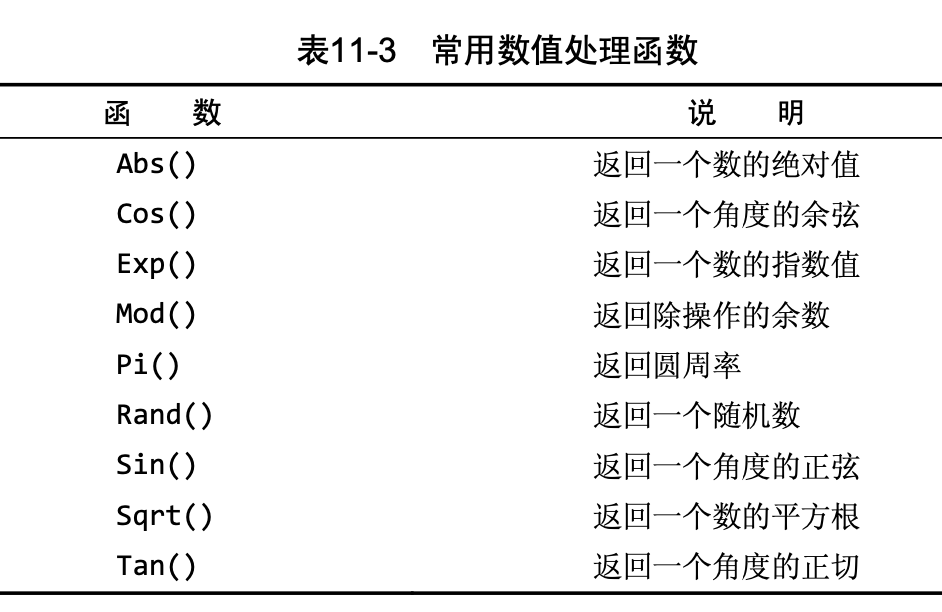 表11-3 常用数值处理函数
函 数 说 明
Abs() 返回一个数的绝对值
Cos() 返回一个角度的余弦
Exp() 返回一个数的指数值
Mod() 返回除操作的余数
Pi() 返回圆周率
Rand() 返回一个随机数
Sin() 返回一个角度的正弦
Sqrt() 返回一个数的平方根
Tan() 返回一个角度的正切